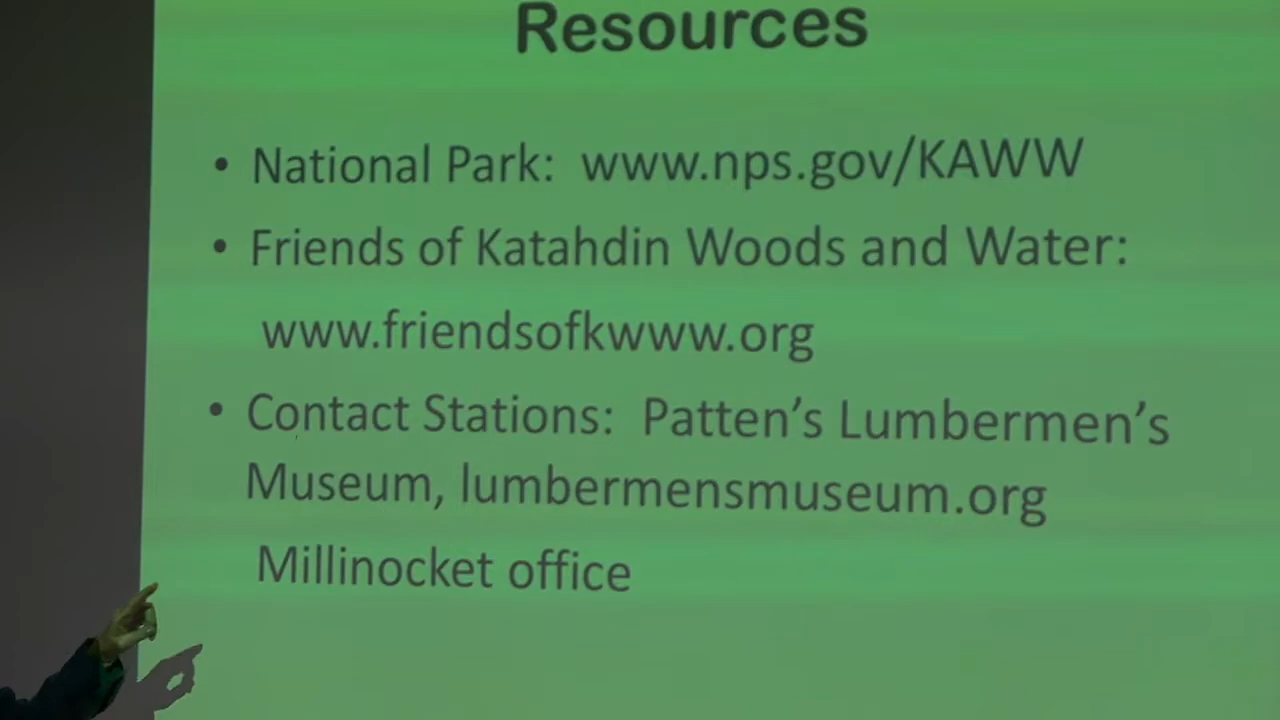 Resources
• National Park: www.nps.gov/KAWW
• Friends of Katahdin Woods and Water:
www.friendsofkwww.org
• Contact Stations: Patten’s Lumbermen’s
Museum, lumbermensmuseum.org
Millinocket office